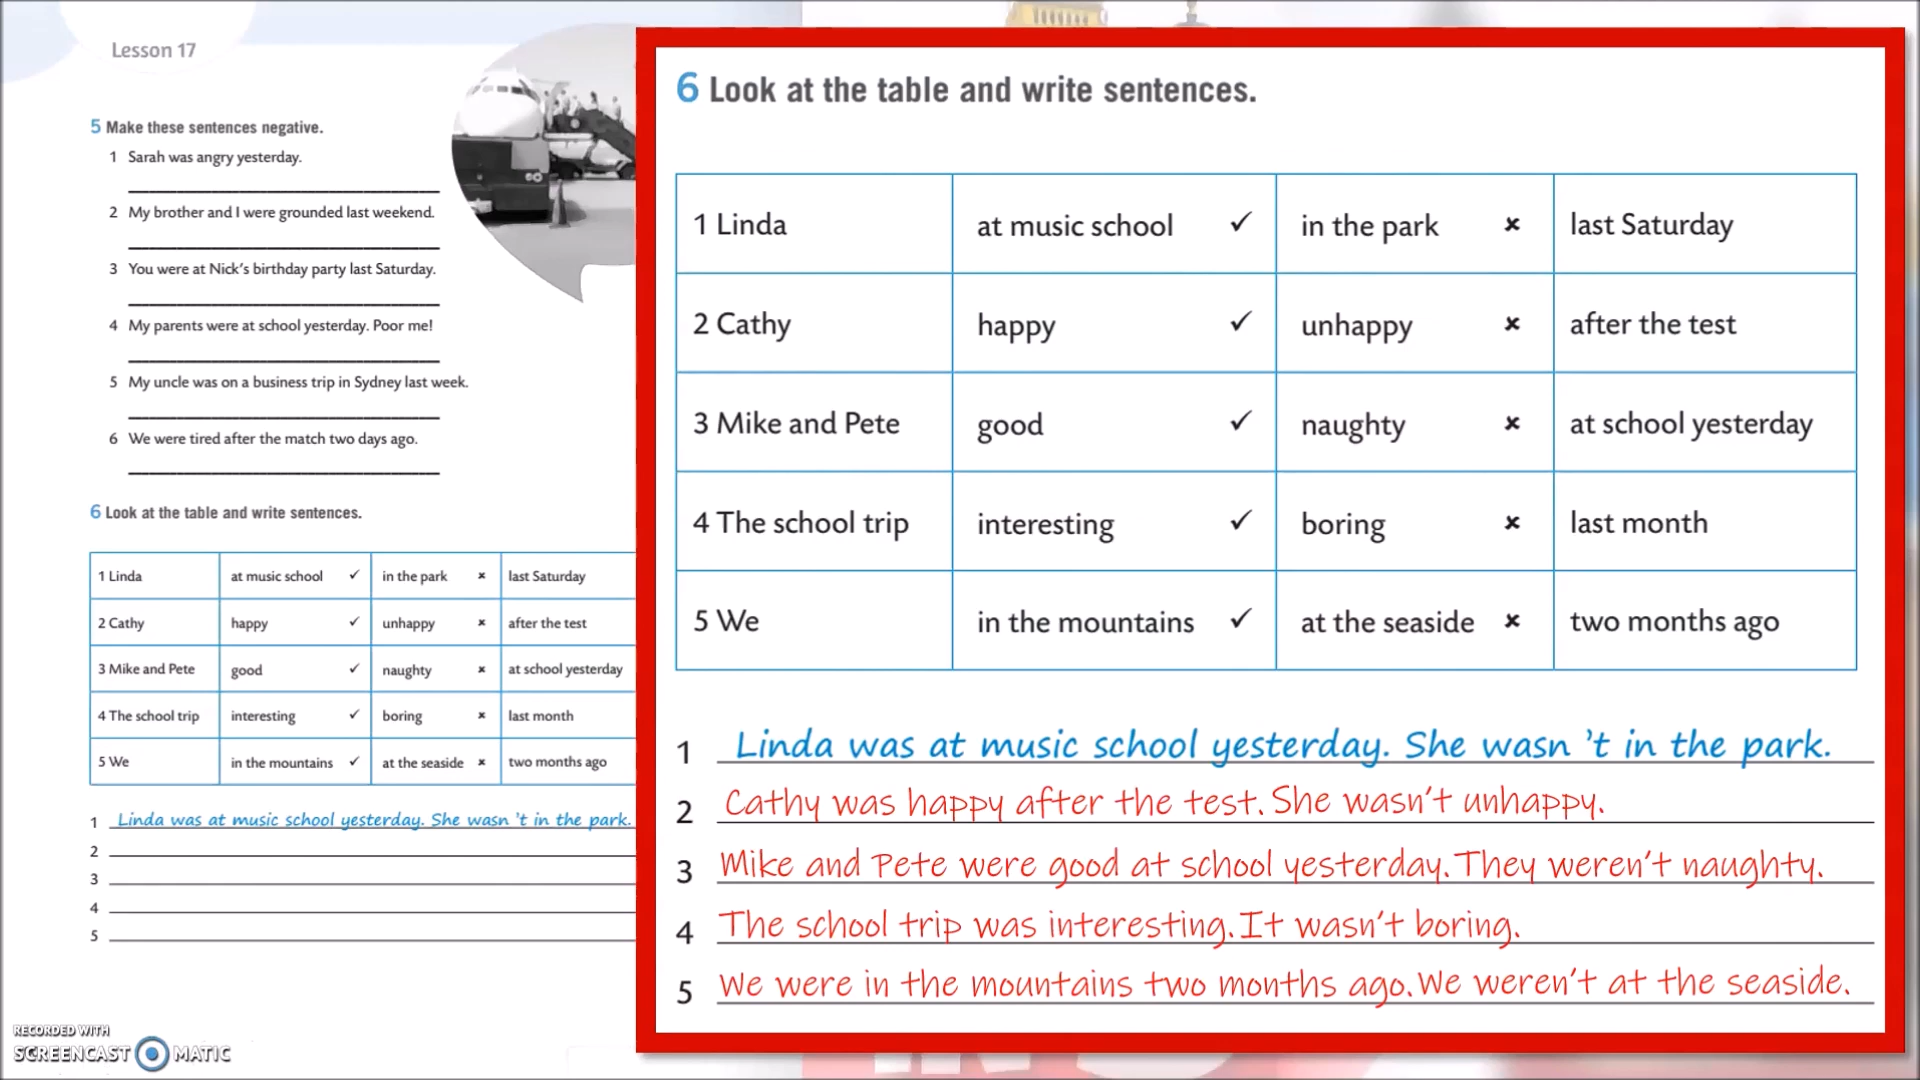 Lesson 17
5 Make these sentences negative.
1 Sarah was angry yesterday.
2 My brother and I were grounded last weekend.
3 You were at Nick's birthday party last Saturday.
4 My parents were at school yesterday. Poor me!
5 My uncle was on a business trip in Sydney last week.
6 We were tired after the match two days ago.
6 Look at the table and write sentences.
1 Linda at music school ✓ in the park ✗ last Saturday
2 Cathy happy ✓ unhappy ✗ after the test
3 Mike and Pete good ✓ naughty ✗ at school yesterday
4 The school trip interesting ✓ boring ✗ last month
5 We in the mountains ✓ at the seaside ✗ two months ago
1 Linda was at music school yesterday. She wasn 't in the park.
2
3
4
5
RECORDED WITH
SCREENCAST MATIC
6 Look at the table and write sentences.
1 Linda at music school ✓ in the park ✗ last Saturday
2 Cathy happy ✓ unhappy ✗ after the test
3 Mike and Pete good ✓ naughty ✗ at school yesterday
4 The school trip interesting ✓ boring ✗ last month
5 We in the mountains ✓ at the seaside ✗ two months ago
1 Linda was at music school yesterday. She wasn 't in the park.
2 Cathy was happy after the test. She wasn't unhappy.
3 Mike and Pete were good at school yesterday. They weren't naughty.
4 The school trip was interesting. It wasn't boring.
5 We were in the mountains two months ago. We weren't at the seaside.